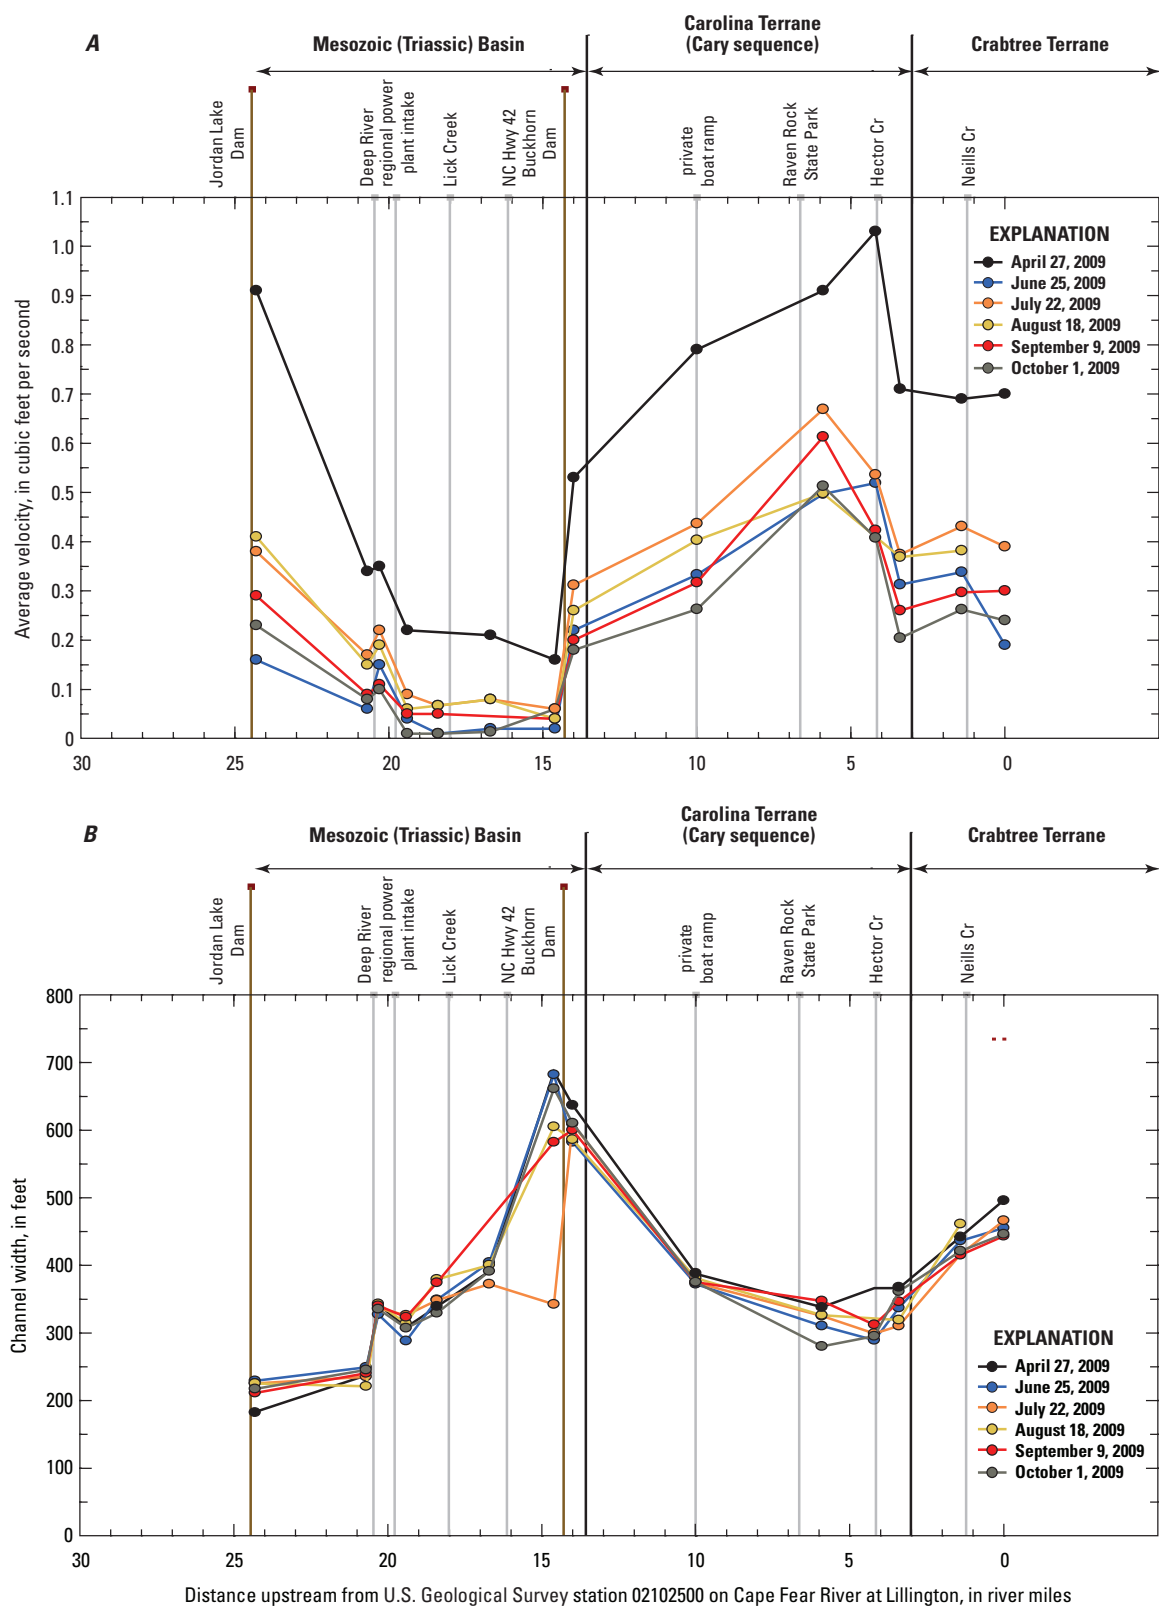 A
Mesozoic (Triassic) Basin
Carolina Terrane
(Cary sequence)
Crabtree Terrane
Jordan Lake
Dam
Deep River
regional power
plant intake
Lick Creek
NC Hwy 42
Buckhorn
Dam
private
boat ramp
Raven Rock
State Park
Hector Cr
Neills Cr
Average velocity, in cubic feet per second
1.1
1.0
0.9
0.8
0.7
0.6
0.5
0.4
0.3
0.2
0.1
0
30
25
20
15
10
5
0
EXPLANATION
April 27, 2009
June 25, 2009
July 22, 2009
August 18, 2009
September 9, 2009
October 1, 2009
B
Mesozoic (Triassic) Basin
Carolina Terrane
(Cary sequence)
Crabtree Terrane
Jordan Lake
Dam
Deep River
regional power
plant intake
Lick Creek
NC Hwy 42
Buckhorn
Dam
private
boat ramp
Raven Rock
State Park
Hector Cr
Neills Cr
Channel width, in feet
800
700
600
500
400
300
200
100
0
30
25
20
15
10
5
0
EXPLANATION
April 27, 2009
June 25, 2009
July 22, 2009
August 18, 2009
September 9, 2009
October 1, 2009
Distance upstream from U.S. Geological Survey station 02102500 on Cape Fear River at Lillington, in river miles